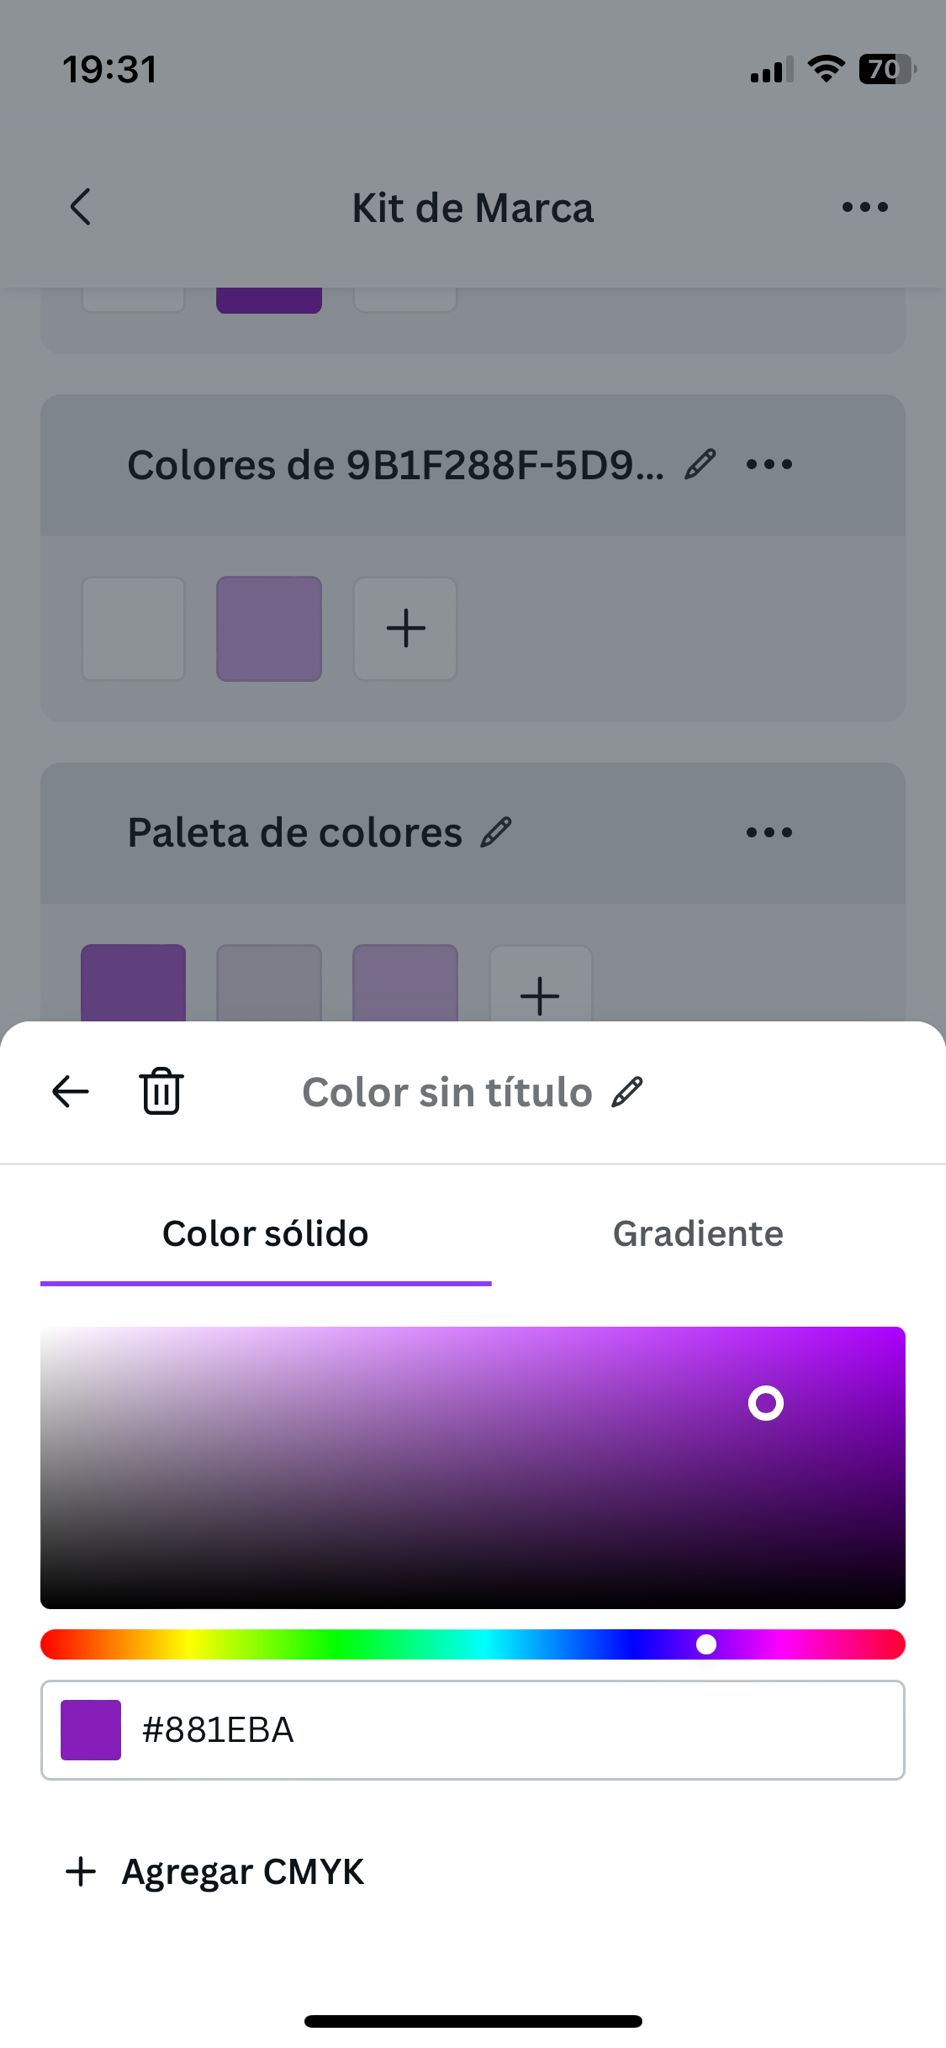 19:31
70
Kit de Marca
Colores de 9B1F288F-5D9...
Paleta de colores
Color sin título
Color sólido
Gradiente
#881EBA
Agregar CMYK